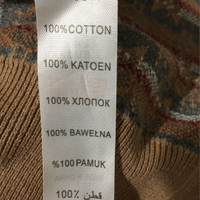 100%COTTON
100% KATOEN
100% ХЛОПОК
100% BAWEŁNA
%100 PAMUK
قطن %100